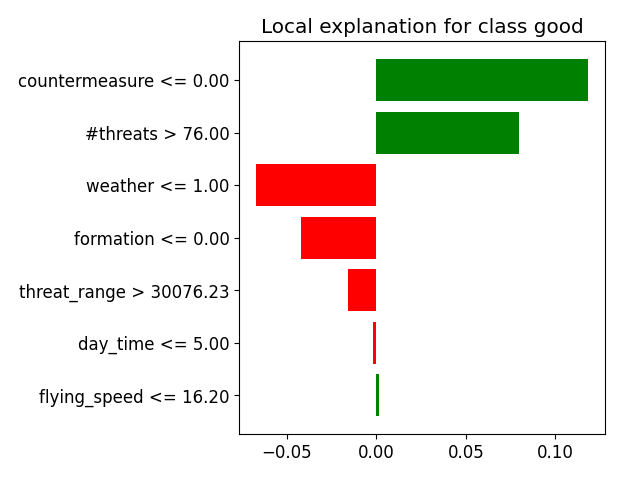 Local explanation for class good
countermeasure <= 0.00
#threats > 76.00
weather <= 1.00
formation <= 0.00
threat_range > 30076.23
day_time <= 5.00
flying_speed <= 16.20
−0.05 0.00 0.05 0.10